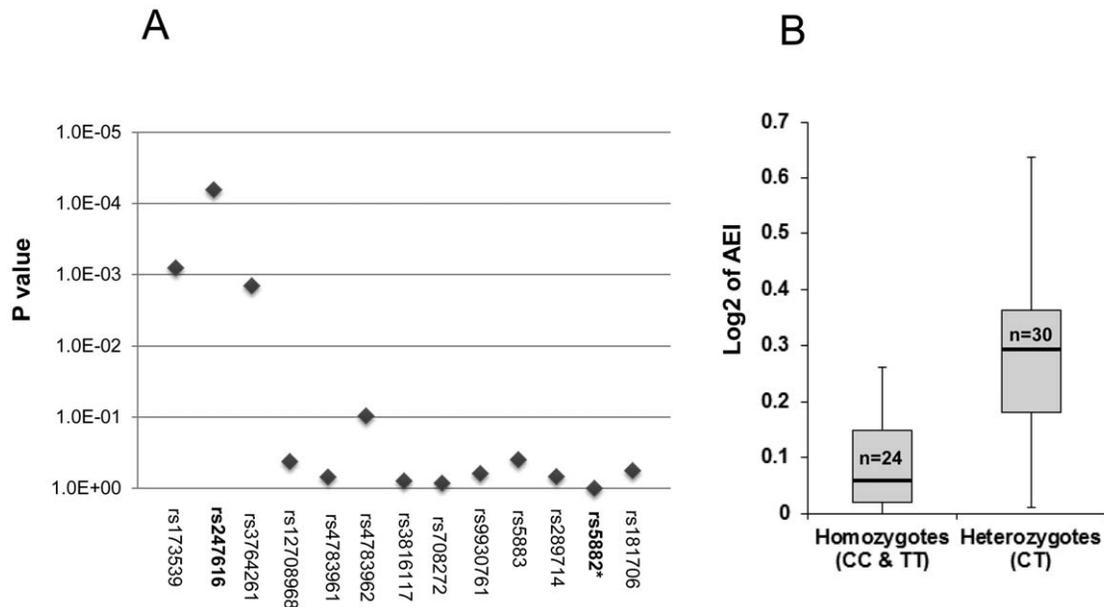 A
1.0E-05
1.0E-04
1.0E-03
1.0E-02
1.0E-01
1.0E+00
P value
rs173539
rs247616
rs3764261
rs12708968
rs4783961
rs4783962
rs3816117
rs708272
rs9930761
rs5883
rs289714
rs5882*
rs181706
B
0.7
0.6
0.5
0.4
0.3
0.2
0.1
0
Log2 of AEI
n=24
n=30
Homozygotes
(CC & TT)
Heterozygotes
(CT)